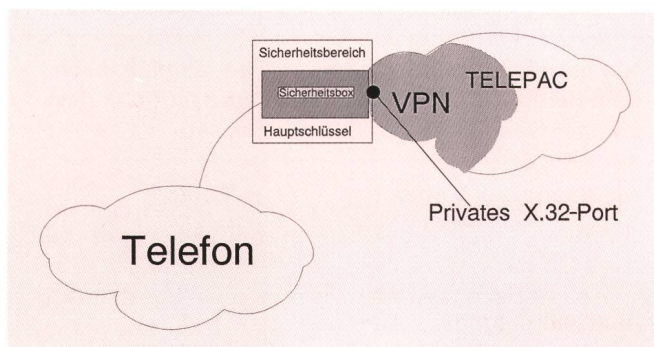 Sicherheitsbereich
Sicherheitsbox
Hauptschlüssel
VPN
TELEPAC
Privates X.32-Port
Telefon